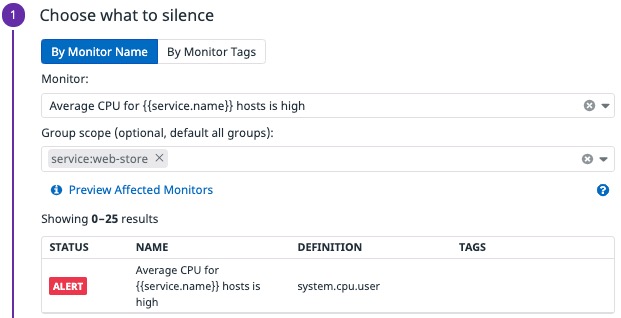 1 Choose what to silence
By Monitor Name By Monitor Tags
Monitor:
Average CPU for {{service.name}} hosts is high
Group scope (optional, default all groups):
service:web-store ×
i Preview Affected Monitors ?
Showing 0–25 results
STATUS NAME DEFINITION TAGS
Average CPU for
ALERT {{service.name}} hosts is system.cpu.user
high